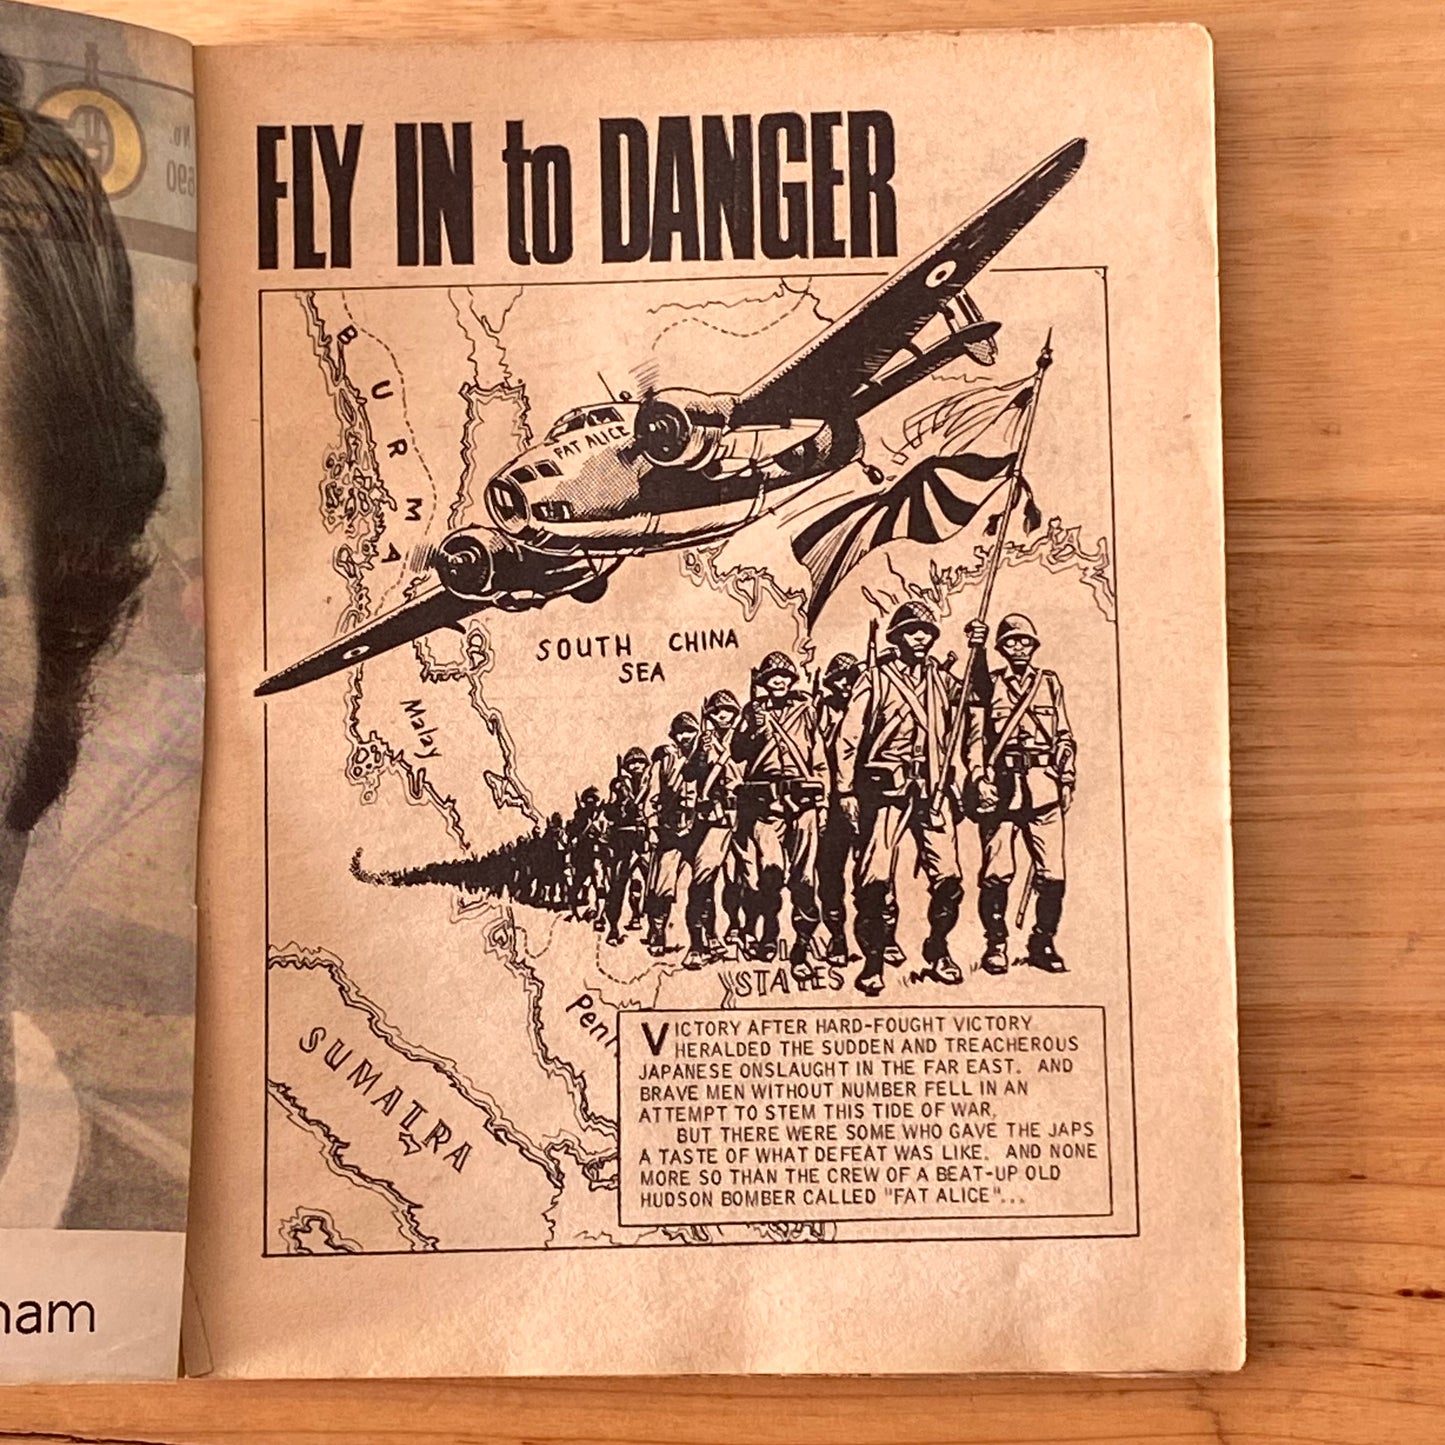 FLY IN to DANGER
BURMA
FAT ALICE
SOUTH CHINA
SEA
Malay
STATES
SUMATRA
VICTORY AFTER HARD-FOUGHT VICTORY
HERALDED THE SUDDEN AND TREACHEROUS
JAPANESE ONSLAUGHT IN THE FAR EAST. AND
BRAVE MEN WITHOUT NUMBER FELL IN AN
ATTEMPT TO STEM THIS TIDE OF WAR.
BUT THERE WERE SOME WHO GAVE THE JAPS
A TASTE OF WHAT DEFEAT WAS LIKE. AND NONE
MORE SO THAN THE CREW OF A BEAT-UP OLD
HUDSON BOMBER CALLED "FAT ALICE"...